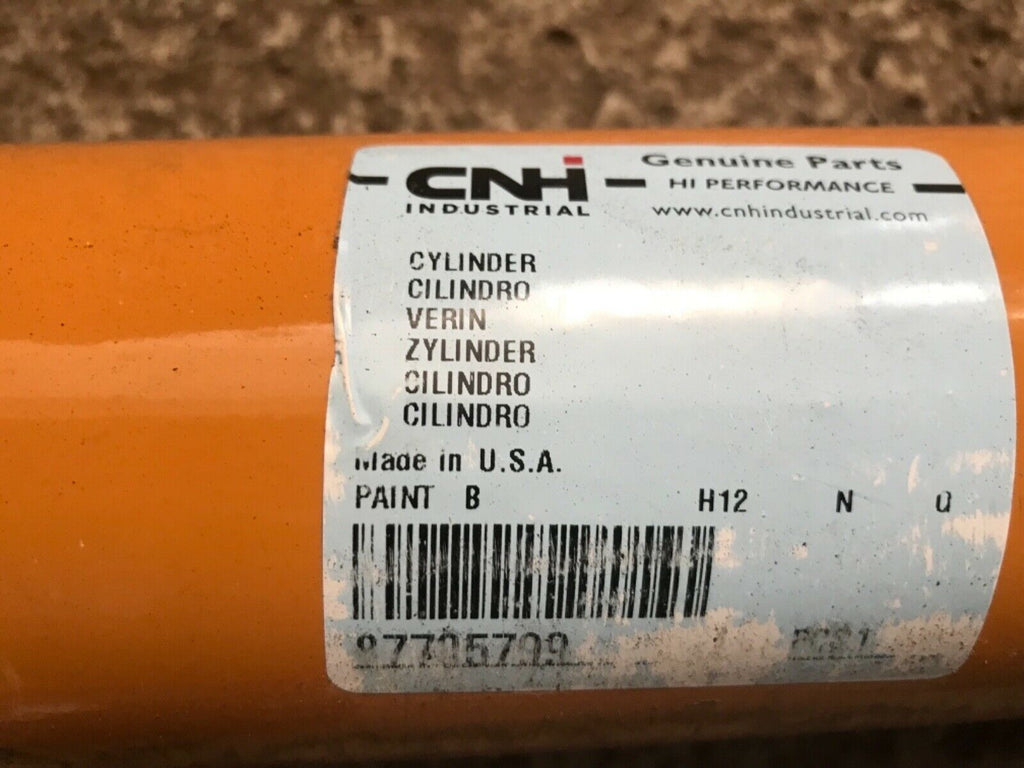 CNH
INDUSTRIAL
Genuine Parts
HI PERFORMANCE
www.cnhindustrial.com
CYLINDER
CILINDRO
VERIN
ZYLINDER
CILINDRO
CILINDRO
Made in U.S.A.
PAINT B H12 N Q